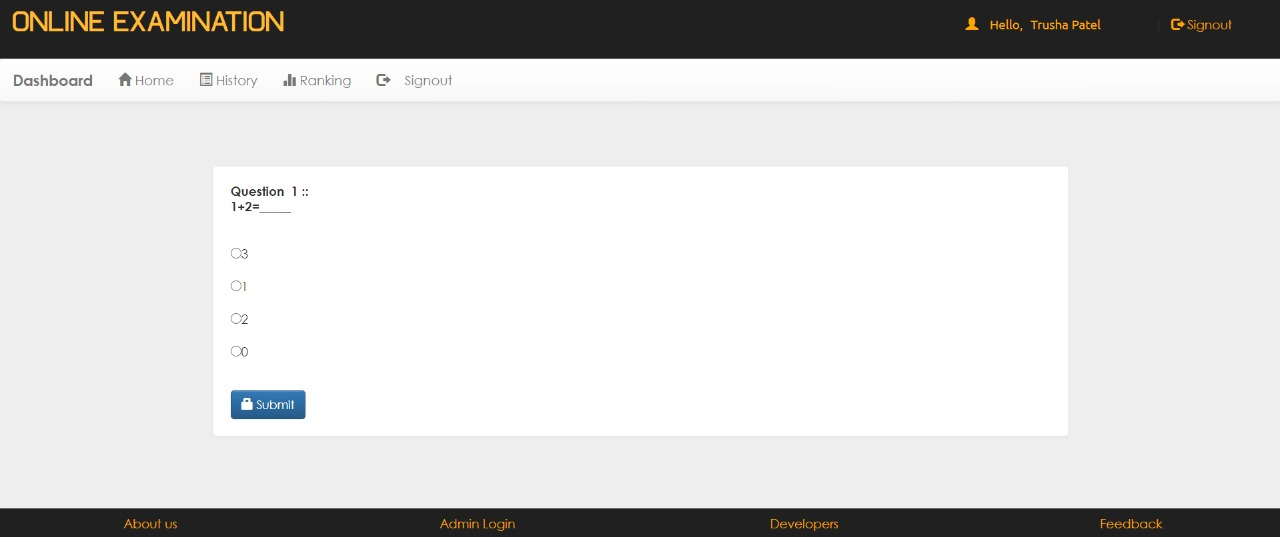 ONLINE EXAMINATION
Hello, Trusha Patel
Signout
Dashboard Home History Ranking Signout
Question 1 ::
1+2=_____
3
1
2
0
Submit
About us Admin Login Developers Feedback